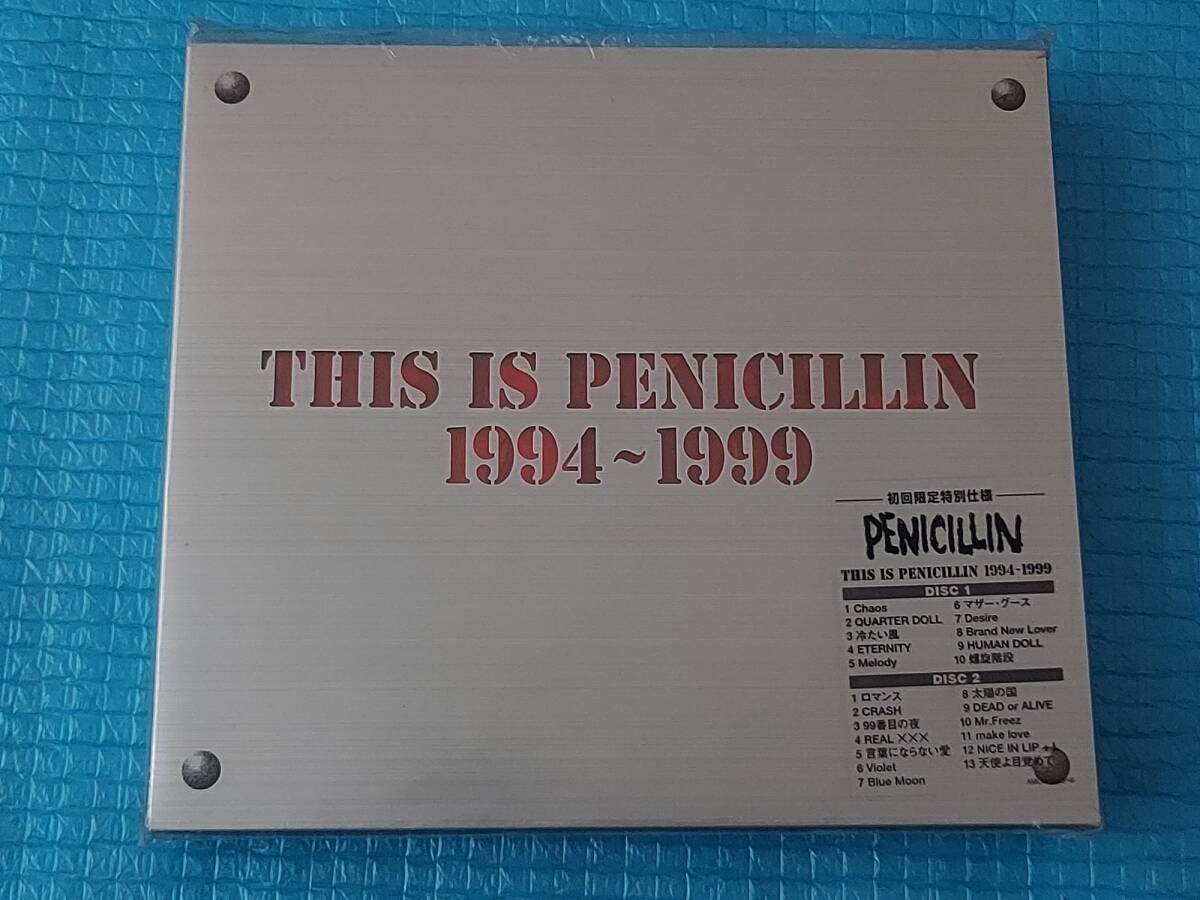 THIS IS PENICILLIN
1994~1999
初回限定特別仕様
PENICILLIN
THIS IS PENICILLIN 1994~1999
DISC 1
1 Chaos
2 QUARTER DOLL
3 冷たい風
4 ETERNITY
5 Melody
6 マザー・グース
7 Desire
8 Brand New Lover
9 HUMAN DOLL
10 螺旋階段
DISC 2
1 ロマンス
2 CRASH
3 99番目の夜
4 REAL ×××
5 言葉にならない愛
6 Violet
7 Blue Moon
8 太陽の国
9 DEAD or ALIVE
10 Mr.Freez
11 make love
12 NICE IN LIP
13 天使よ目覚めて